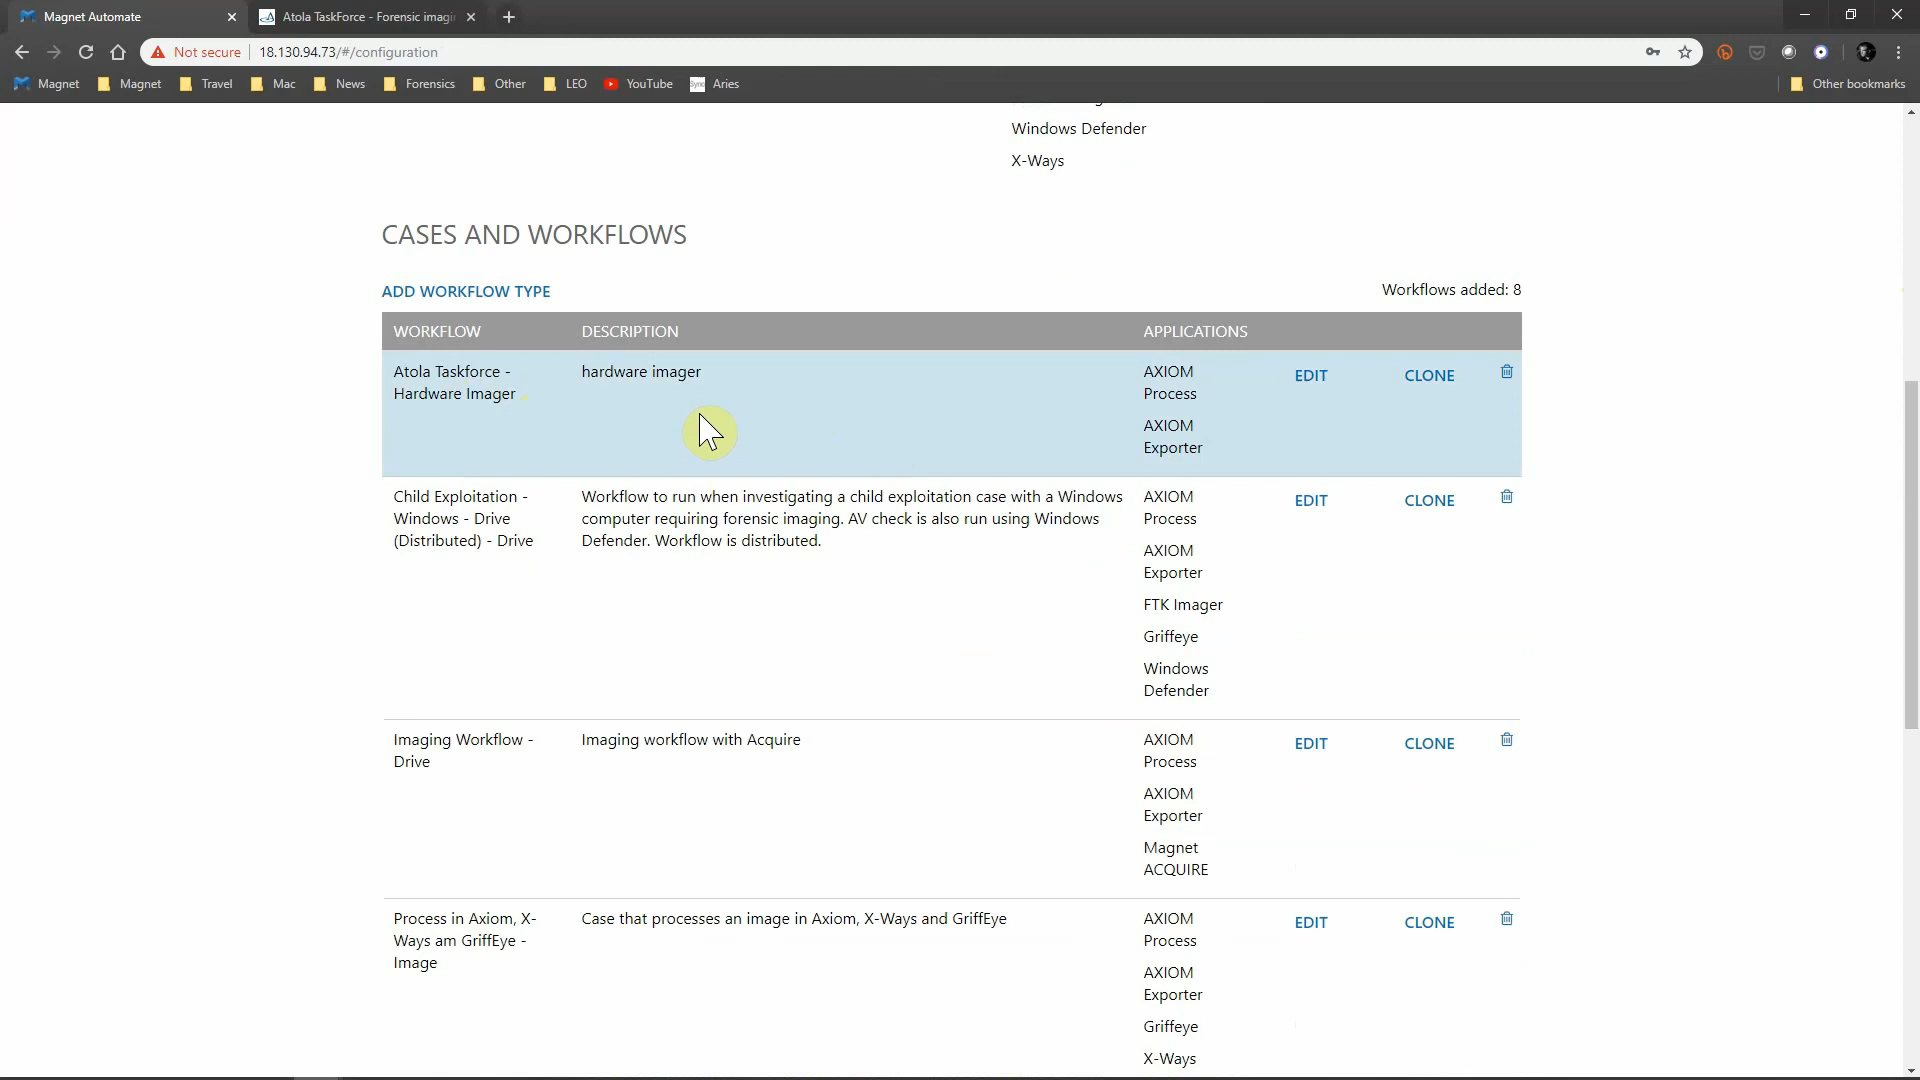 Magnet Automate
Atola TaskForce - Forensic imagi
Not secure
18.130.94.73/#/configuration
Magnet
Magnet
Travel
Mac
News
Forensics
Other
LEO
YouTube
Aries
Other bookmarks
Windows Defender
X-Ways
CASES AND WORKFLOWS
ADD WORKFLOW TYPE
Workflows added: 8
WORKFLOW DESCRIPTION APPLICATIONS
Atola Taskforce -
Hardware Imager
hardware imager
AXIOM
Process
AXIOM
Exporter
EDIT CLONE
Child Exploitation -
Windows - Drive
(Distributed) - Drive
Workflow to run when investigating a child exploitation case with a Windows
computer requiring forensic imaging. AV check is also run using Windows
Defender. Workflow is distributed.
AXIOM
Process
AXIOM
Exporter
FTK Imager
Griffeye
Windows
Defender
EDIT CLONE
Imaging Workflow -
Drive
Imaging workflow with Acquire
AXIOM
Process
AXIOM
Exporter
Magnet
ACQUIRE
EDIT CLONE
Process in Axiom, X-
Ways am GriffEye -
Image
Case that processes an image in Axiom, X-Ways and GriffEye
AXIOM
Process
AXIOM
Exporter
Griffeye
X-Ways
EDIT CLONE